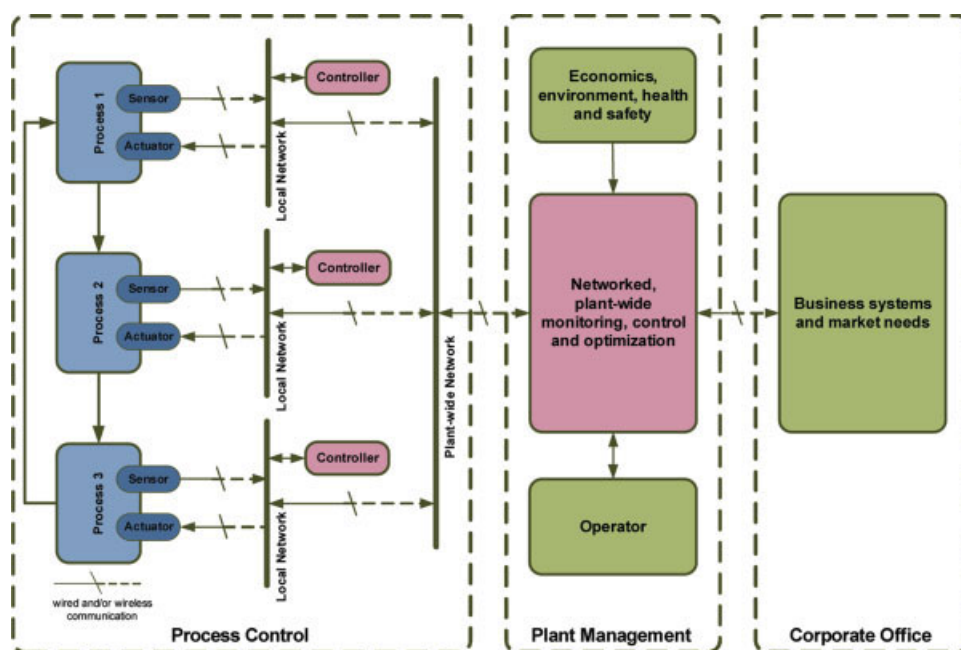 Process 1
Sensor
Actuator
Controller
Local Network
Process 2
Sensor
Actuator
Controller
Local Network
Process 3
Sensor
Actuator
Controller
Local Network
Plant-wide Network
wired and/or wireless
communication
Process Control
Economics,
environment, health
and safety
Networked,
plant-wide
monitoring, control
and optimization
Operator
Plant Management
Business systems
and market needs
Corporate Office